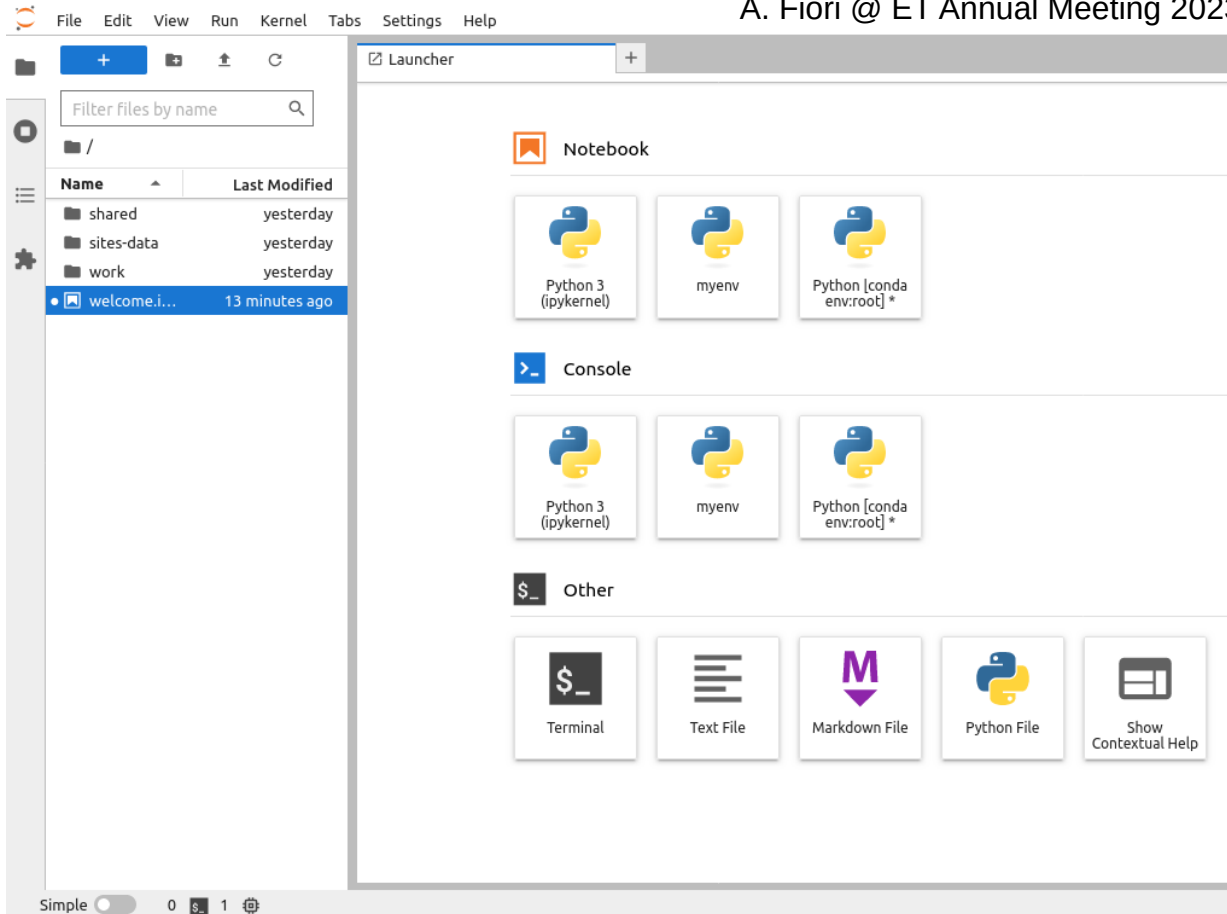 A. Fiori @ ET Annual Meeting 2023
File Edit View Run Kernel Tabs Settings Help
+
Launcher
+
Filter files by name
/
Name Last Modified
shared yesterday
sites-data yesterday
work yesterday
welcome.i... 13 minutes ago
Notebook
Python 3
(ipykernel)
myenv
Python [conda
env:root] *
Console
Python 3
(ipykernel)
myenv
Python [conda
env:root] *
$_ Other
$_
Terminal
Text File
M
Markdown File
Python File
Show
Contextual Help
Simple 0 $_ 1